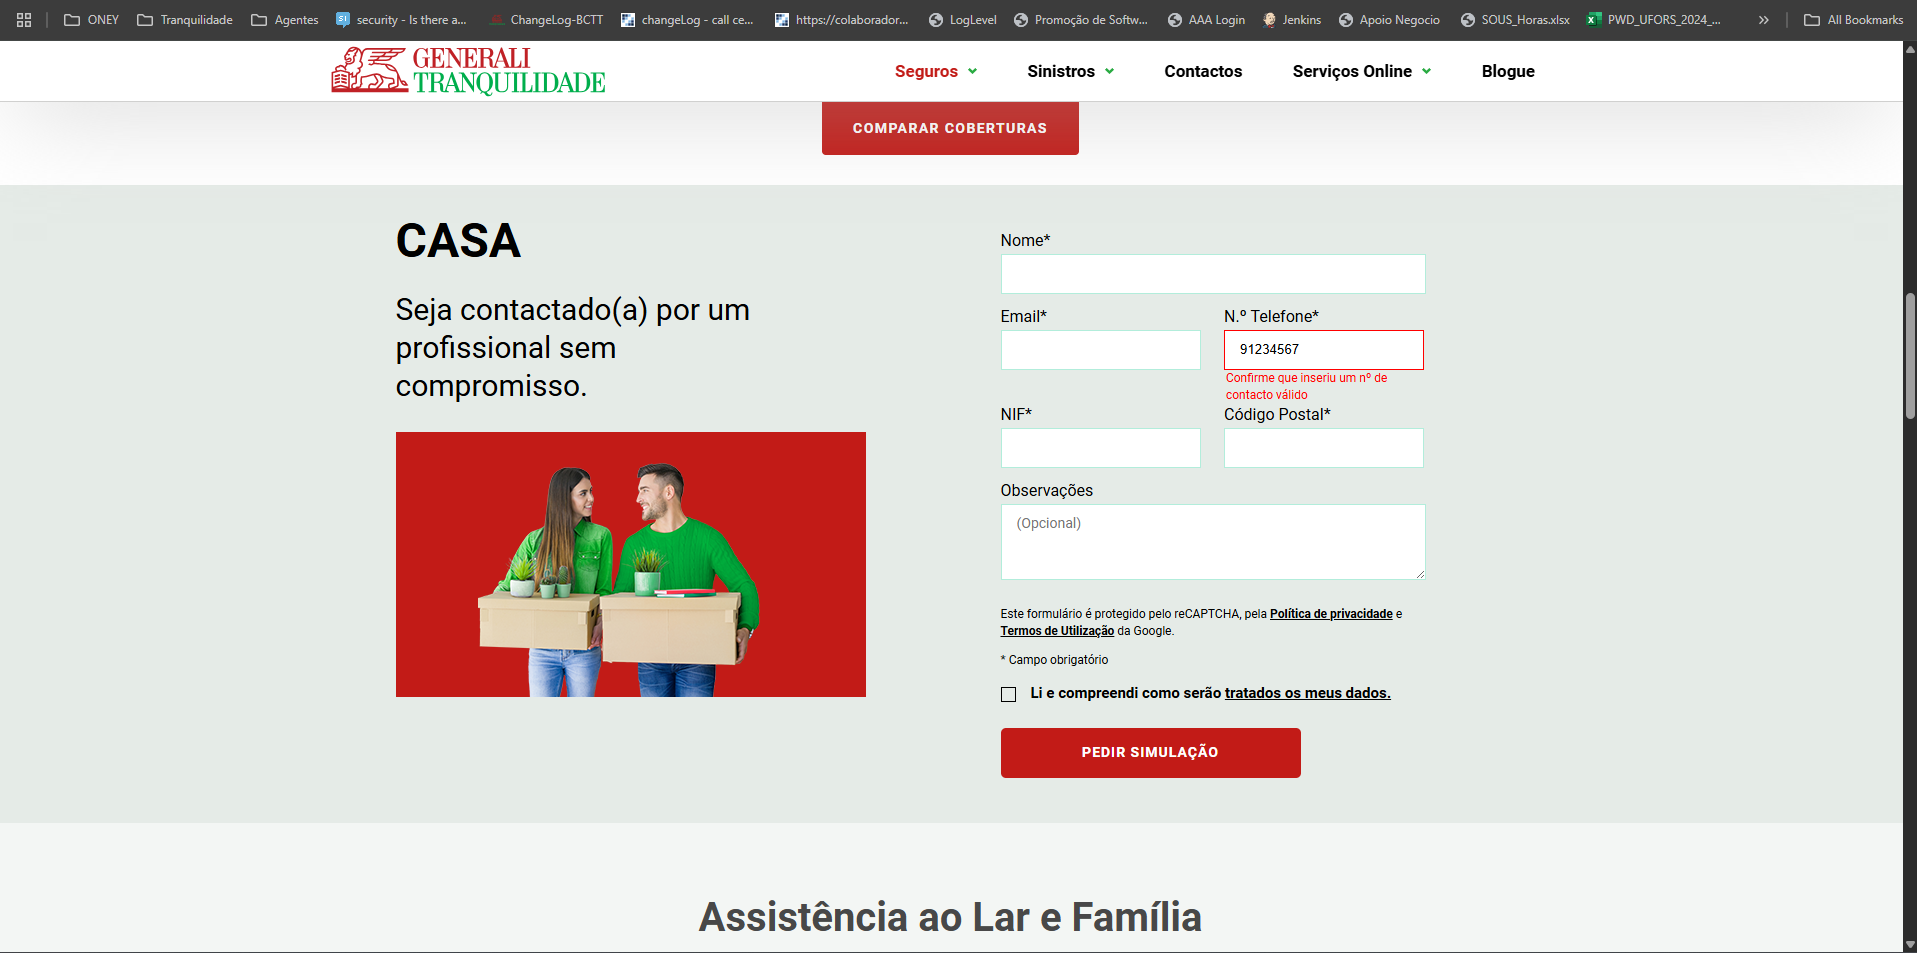 ONEY
Tranquilidade
Agentes
security - Is there a...
ChangeLog-BCTT
changeLog - call ce...
https://colaborador...
LogLevel
Promoção de Softw...
AAA Login
Jenkins
Apoio Negocio
SOUS_Horas.xlsx
PWD_UFORS_2024_...
»
All Bookmarks
GENERALI
TRANQUILIDADE
Seguros
Sinistros
Contactos
Serviços Online
Blogue
COMPARAR COBERTURAS
CASA
Seja contactado(a) por um
profissional sem
compromisso.
Nome*
Email*
N.º Telefone*
91234567
Confirme que inseriu um nº de
contacto válido
NIF*
Código Postal*
Observações
(Opcional)
Este formulário é protegido pelo reCAPTCHA, pela Política de privacidade e
Termos de Utilização da Google.
* Campo obrigatório
Li e compreendi como serão tratados os meus dados.
PEDIR SIMULAÇÃO
Assistência ao Lar e Família